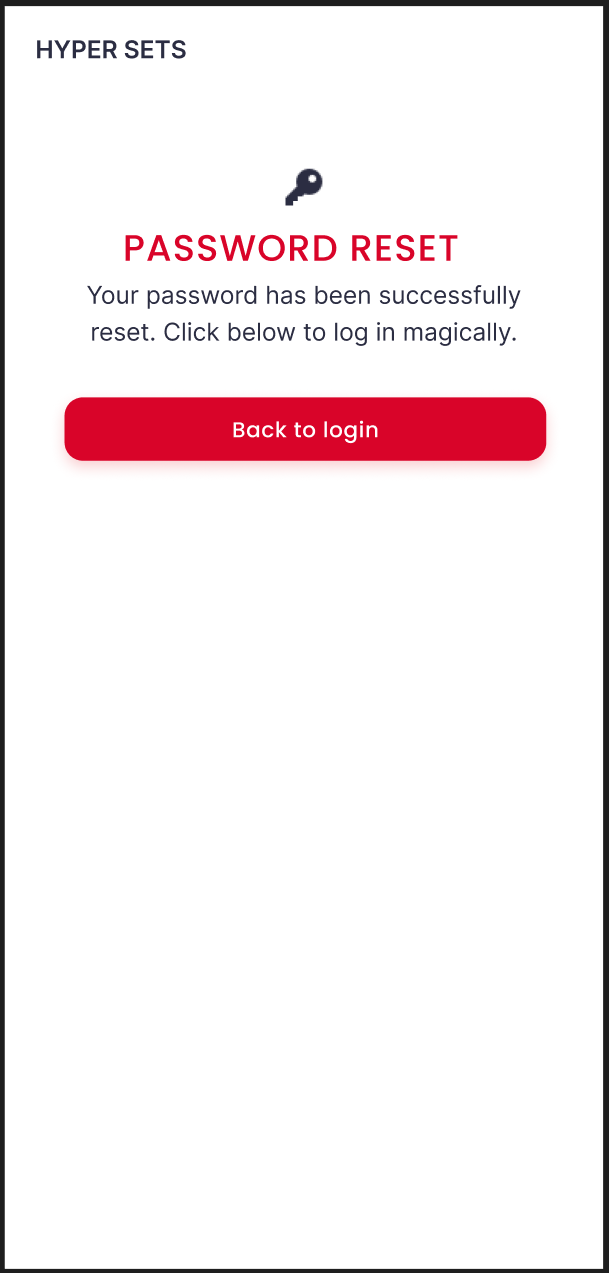 HYPER SETS
PASSWORD RESET
Your password has been successfully
reset. Click below to log in magically.
Back to login